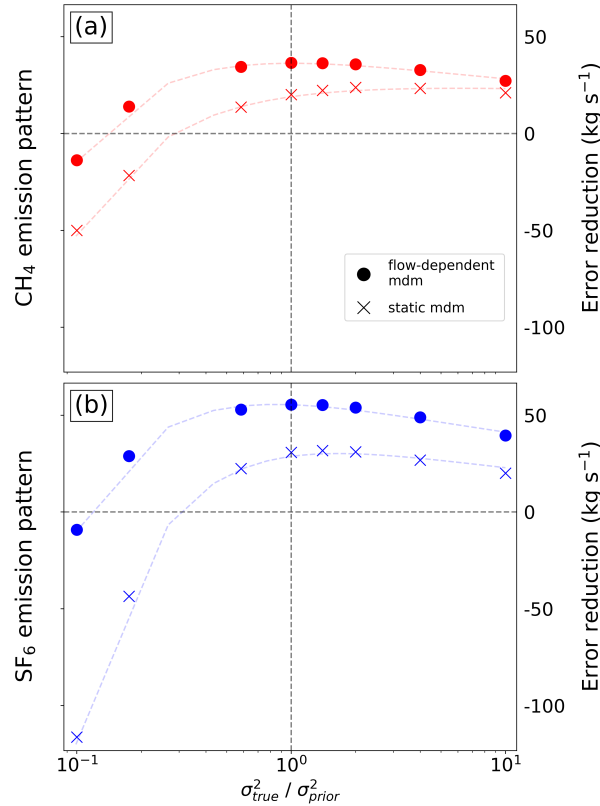 (a)
CH₄ emission pattern
50
0
-50
-100
Error reduction (kg s⁻¹)
flow-dependent
mdm
static mdm
(b)
SF₆ emission pattern
50
0
-50
-100
Error reduction (kg s⁻¹)
10⁻¹
10⁰
10¹
σ²true / σ²prior